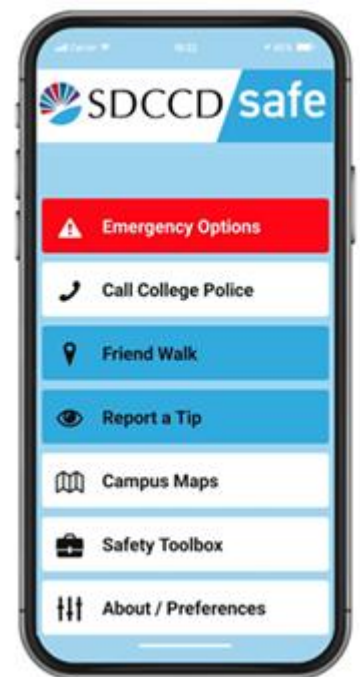 SDCCD safe
Emergency Options
Call College Police
Friend Walk
Report a Tip
Campus Maps
Safety Toolbox
About / Preferences